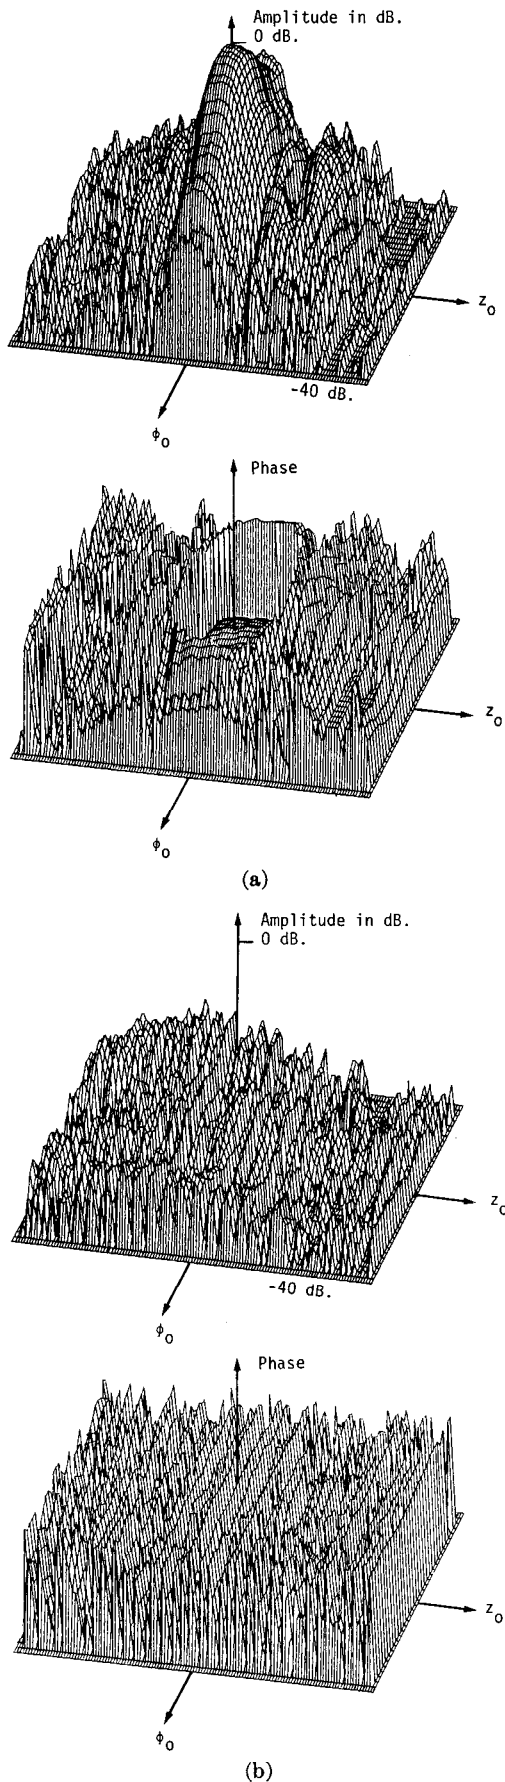 Amplitude in dB.
0 dB.
z₀
-40 dB.
ϕ₀
Phase
z₀
ϕ₀
(a)
Amplitude in dB.
0 dB.
z₀
-40 dB.
ϕ₀
Phase
z₀
ϕ₀
(b)